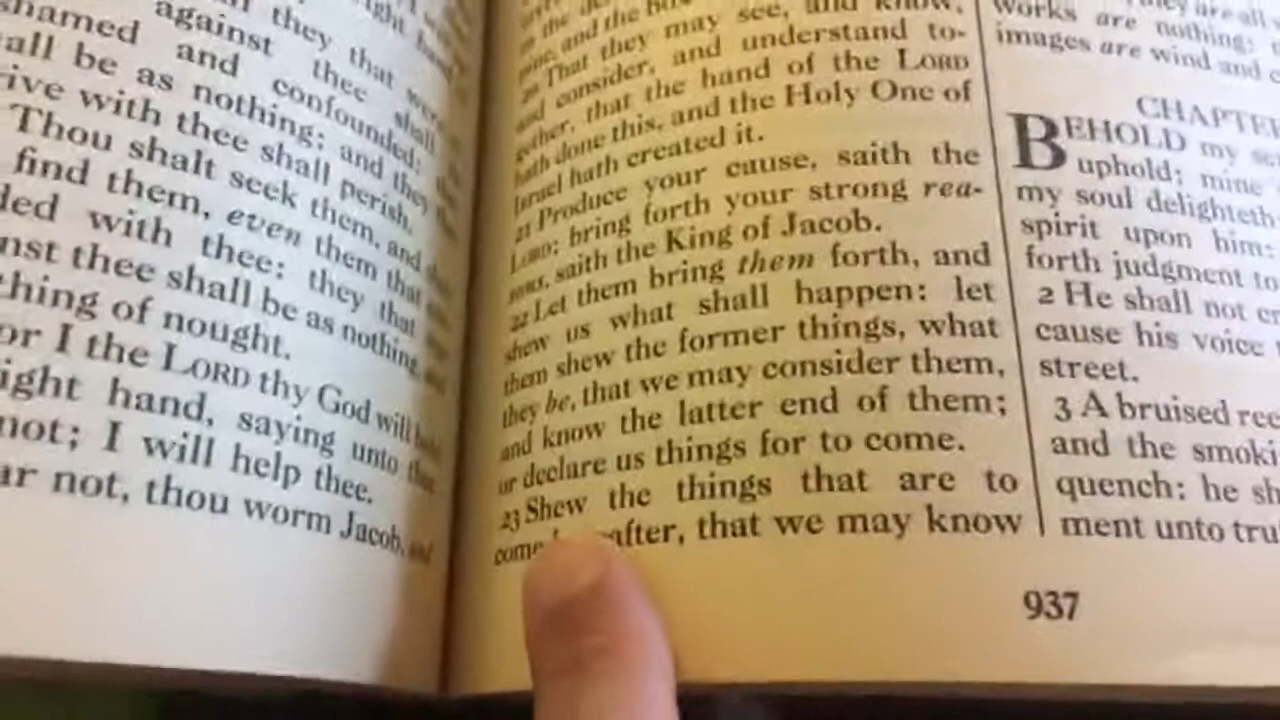 they that
against thee shall
and confounded:
all be as nothing; and they
with thee shall perish.
Thou shalt seek them, and
find them, even them that
with thee: they that
thee shall be as nothing,
thing of nought.
I the LORD thy God will
hand, saying unto
not; I will help thee.
not, thou worm Jacob,
That they may see, and know,
and consider, and understand to-
gether, that the hand of the LORD
hath done this, and the Holy One of
Israel hath created it.
21 Produce your cause, saith the
LORD; bring forth your strong rea-
sons, saith the King of Jacob.
22 Let them bring them forth, and
shew us what shall happen: let
them shew the former things, what
they be, that we may consider them,
and know the latter end of them;
or declare us things for to come.
23 Shew the things that are to
come after, that we may know
are all
works are nothing:
images are wind and
CHAPTER
BEHOLD my
uphold; mine
my soul delighteth
spirit upon him:
forth judgment to
2 He shall not
cause his voice
street.
3 A bruised
and the
quench: he
ment unto
937